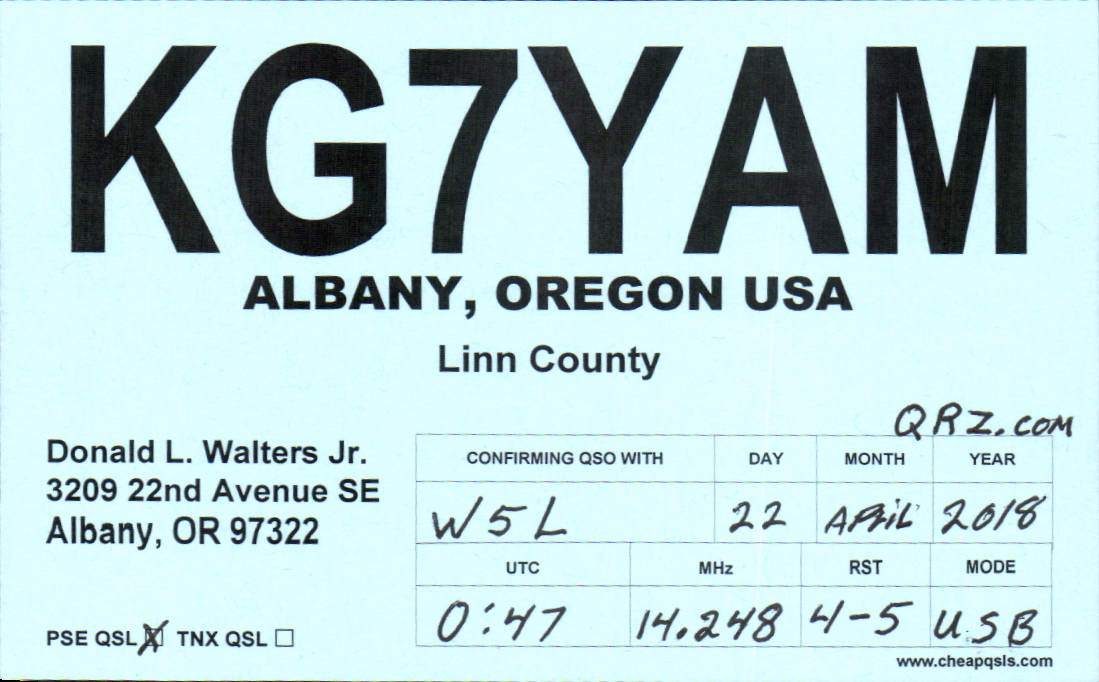 KG7YAM
ALBANY, OREGON USA
Linn County
QRZ.COM
Donald L. Walters Jr.
3209 22nd Avenue SE
Albany, OR 97322
CONFIRMING QSO WITH DAY MONTH YEAR
W5L 22 APRiL 2018
UTC MHz RST MODE
0:47 14.248 4-5 USB
PSE QSL TNX QSL
www.cheapqsls.com